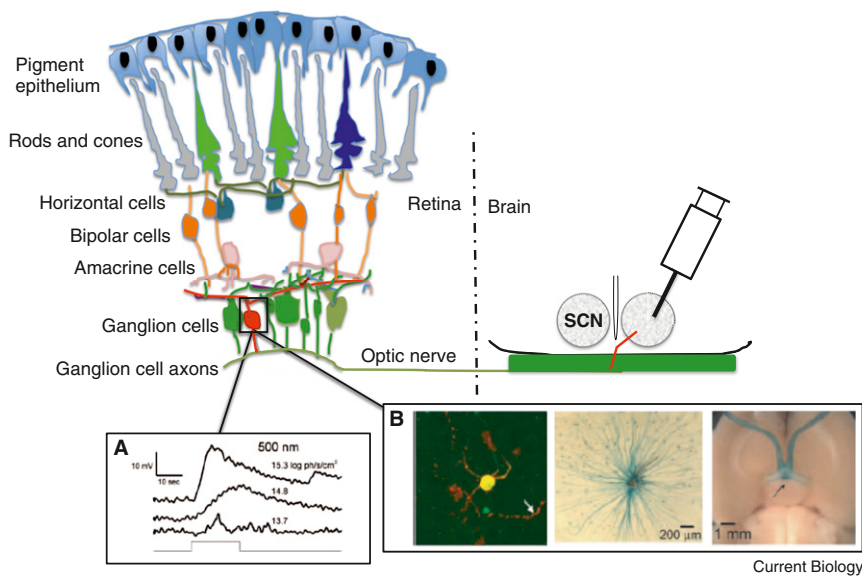 Pigment
epithelium
Rods and cones
Horizontal cells
Bipolar cells
Amacrine cells
Ganglion cells
Ganglion cell axons
Retina
Brain
SCN
Optic nerve
A
500 nm
10 mV
10 sec
15.3 log ph/s/cm²
14.8
13.7
B
200 µm
1 mm
Current Biology